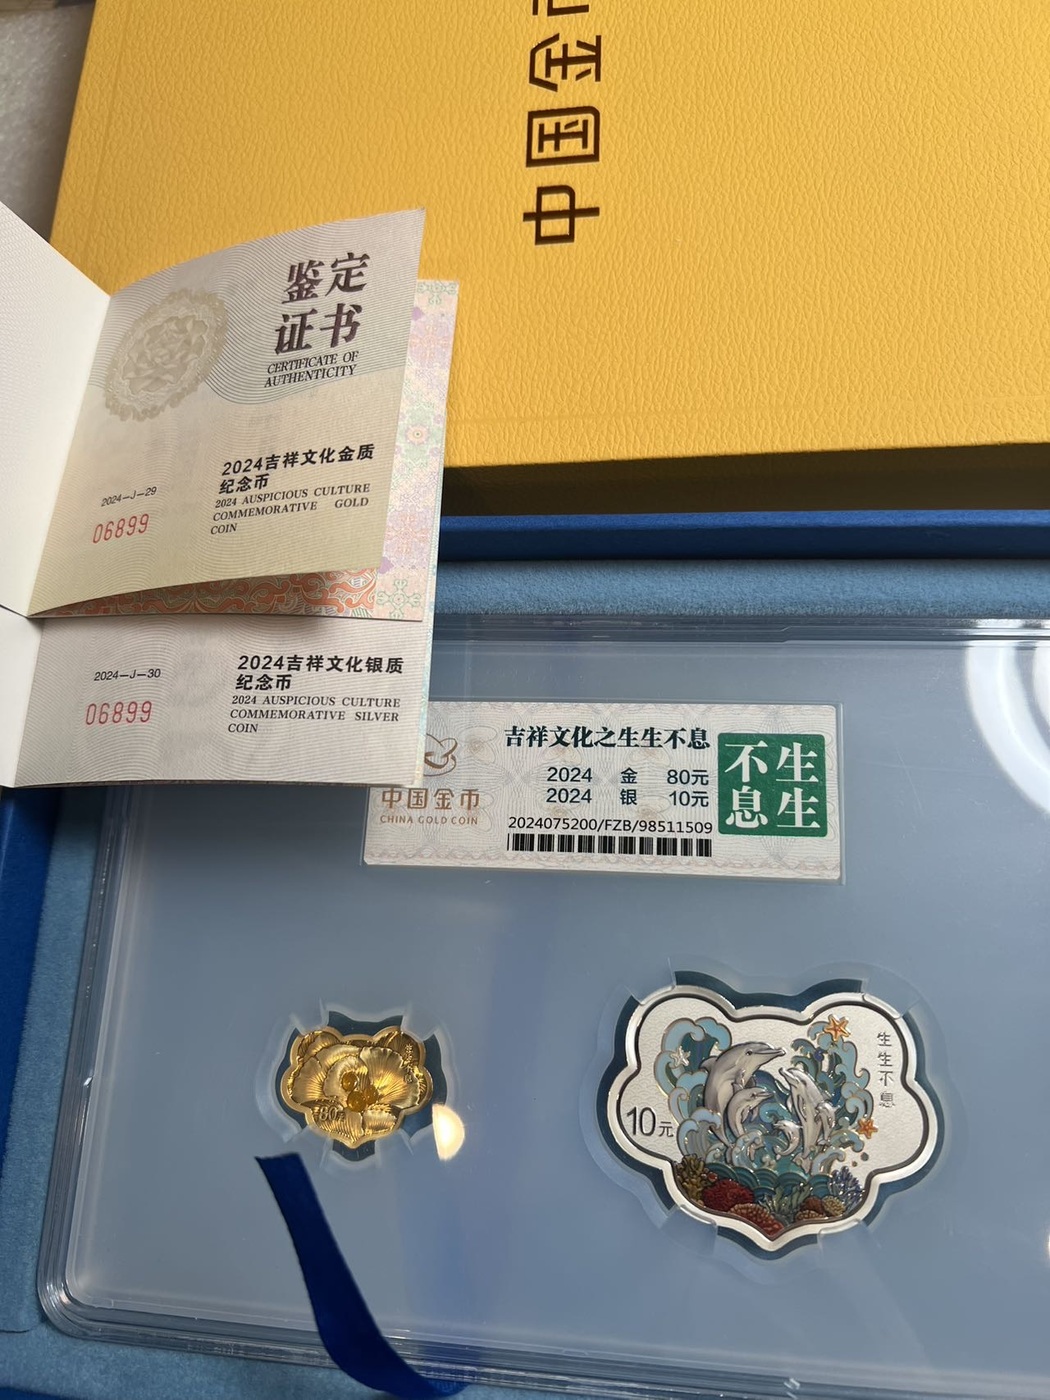 中国金币
鉴定
证书
CERTIFICATE OF
AUTHENTICITY
2024吉祥文化金质
纪念币
2024 AUSPICIOUS CULTURE
COMMEMORATIVE GOLD
COIN
2024—J—29
06899
2024吉祥文化银质
纪念币
2024 AUSPICIOUS CULTURE
COMMEMORATIVE SILVER
COIN
2024—J—30
06899
中国金币
CHINA GOLD COIN
吉祥文化之生生不息
2024 金 80元
2024 银 10元
2024075200/FZB/98511509
生生
不息
80元
生生不息
10元